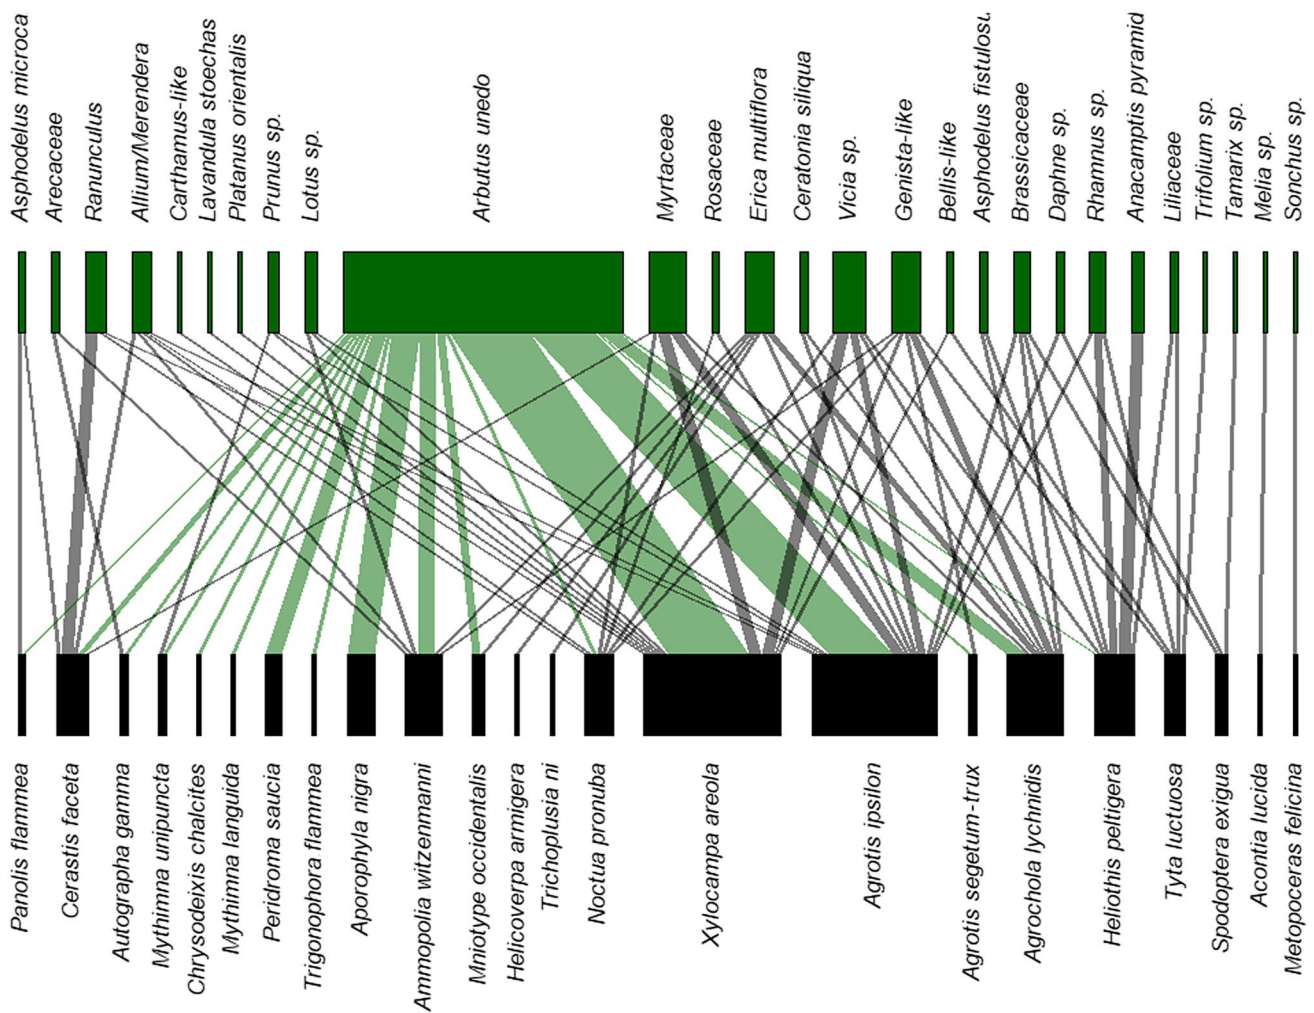 Asphodelus microca
Arecaceae
Ranunculus
Allium/Merendera
Carthamus-like
Lavandula stoechas
Platanus orientalis
Prunus sp.
Lotus sp.
Arbutus unedo
Myrtaceae
Rosaceae
Erica multiflora
Ceratonia siliqua
Vicia sp.
Genista-like
Bellis-like
Asphodelus fistulosu
Brassicaceae
Daphne sp.
Rhamnus sp.
Anacamptis pyramid
Liliaceae
Trifolium sp.
Tamarix sp.
Melia sp.
Sonchus sp.
Panolis flammea
Cerastis faceta
Autographa gamma
Mythimna unipuncta
Chrysodeixis chalcites
Mythimna languida
Peridroma saucia
Trigonophora flammea
Aporophyla nigra
Ammopolia witzenmanni
Mniotype occidentalis
Helicoverpa armigera
Trichoplusia ni
Noctua pronuba
Xylocampa areola
Agrotis ipsilon
Agrotis segetum-trux
Agrochola lychnidis
Heliothis peltigera
Tyta luctuosa
Spodoptera exigua
Acontia lucida
Metopoceras felicina